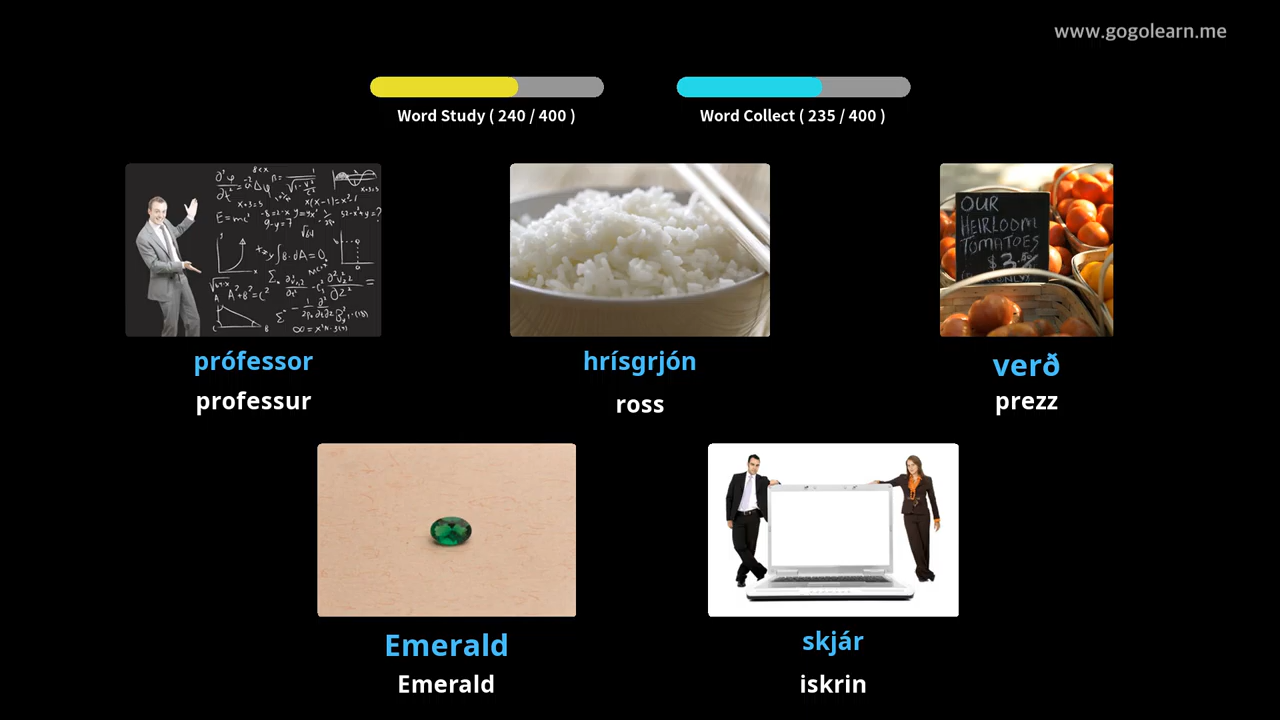 www.gogolearn.me
Word Study ( 240 / 400 )
Word Collect ( 235 / 400 )
OUR
HEIRLOOM
TOMATOES
prófessor
professur
hrísgrjón
ross
verð
prezz
Emerald
Emerald
skjár
iskrin